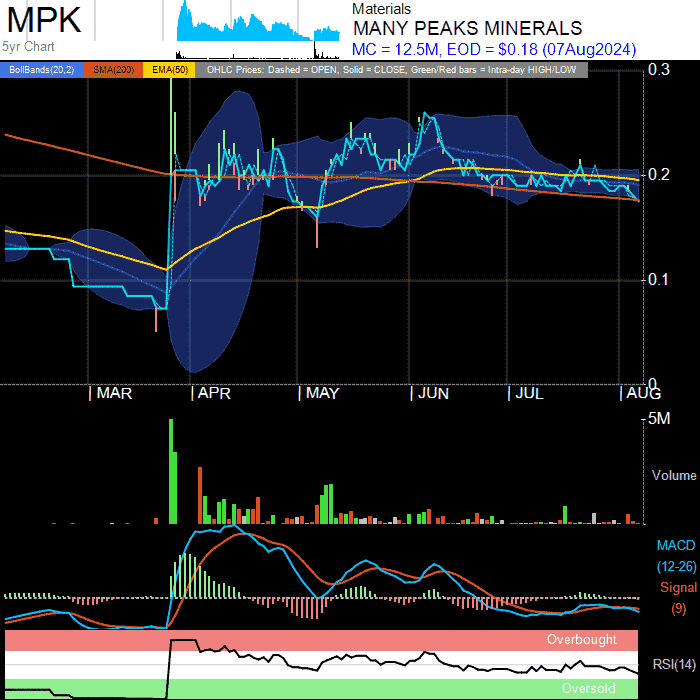 MPK
5yr Chart
Materials
MANY PEAKS MINERALS
MC = 12.5M, EOD = $0.18 (07Aug2024)
BollBands(20,2) SMA(200) EMA(50) OHLC Prices: Dashed = OPEN, Solid = CLOSE, Green/Red bars = Intra-day HIGH/LOW
0.3
0.2
0.1
0
| MAR | APR | MAY | JUN | JUL | AUG
5M
Volume
MACD
(12-26)
Signal
(9)
Overbought
RSI(14)
Oversold